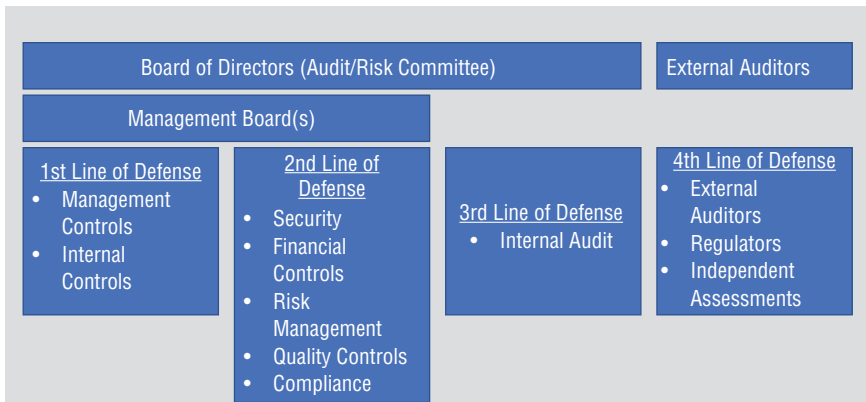 Board of Directors (Audit/Risk Committee)
External Auditors
Management Board(s)
1st Line of Defense
• Management
Controls
• Internal
Controls
2nd Line of
Defense
• Security
• Financial
Controls
• Risk
Management
• Quality Controls
• Compliance
3rd Line of Defense
• Internal Audit
4th Line of Defense
• External
Auditors
• Regulators
• Independent
Assessments